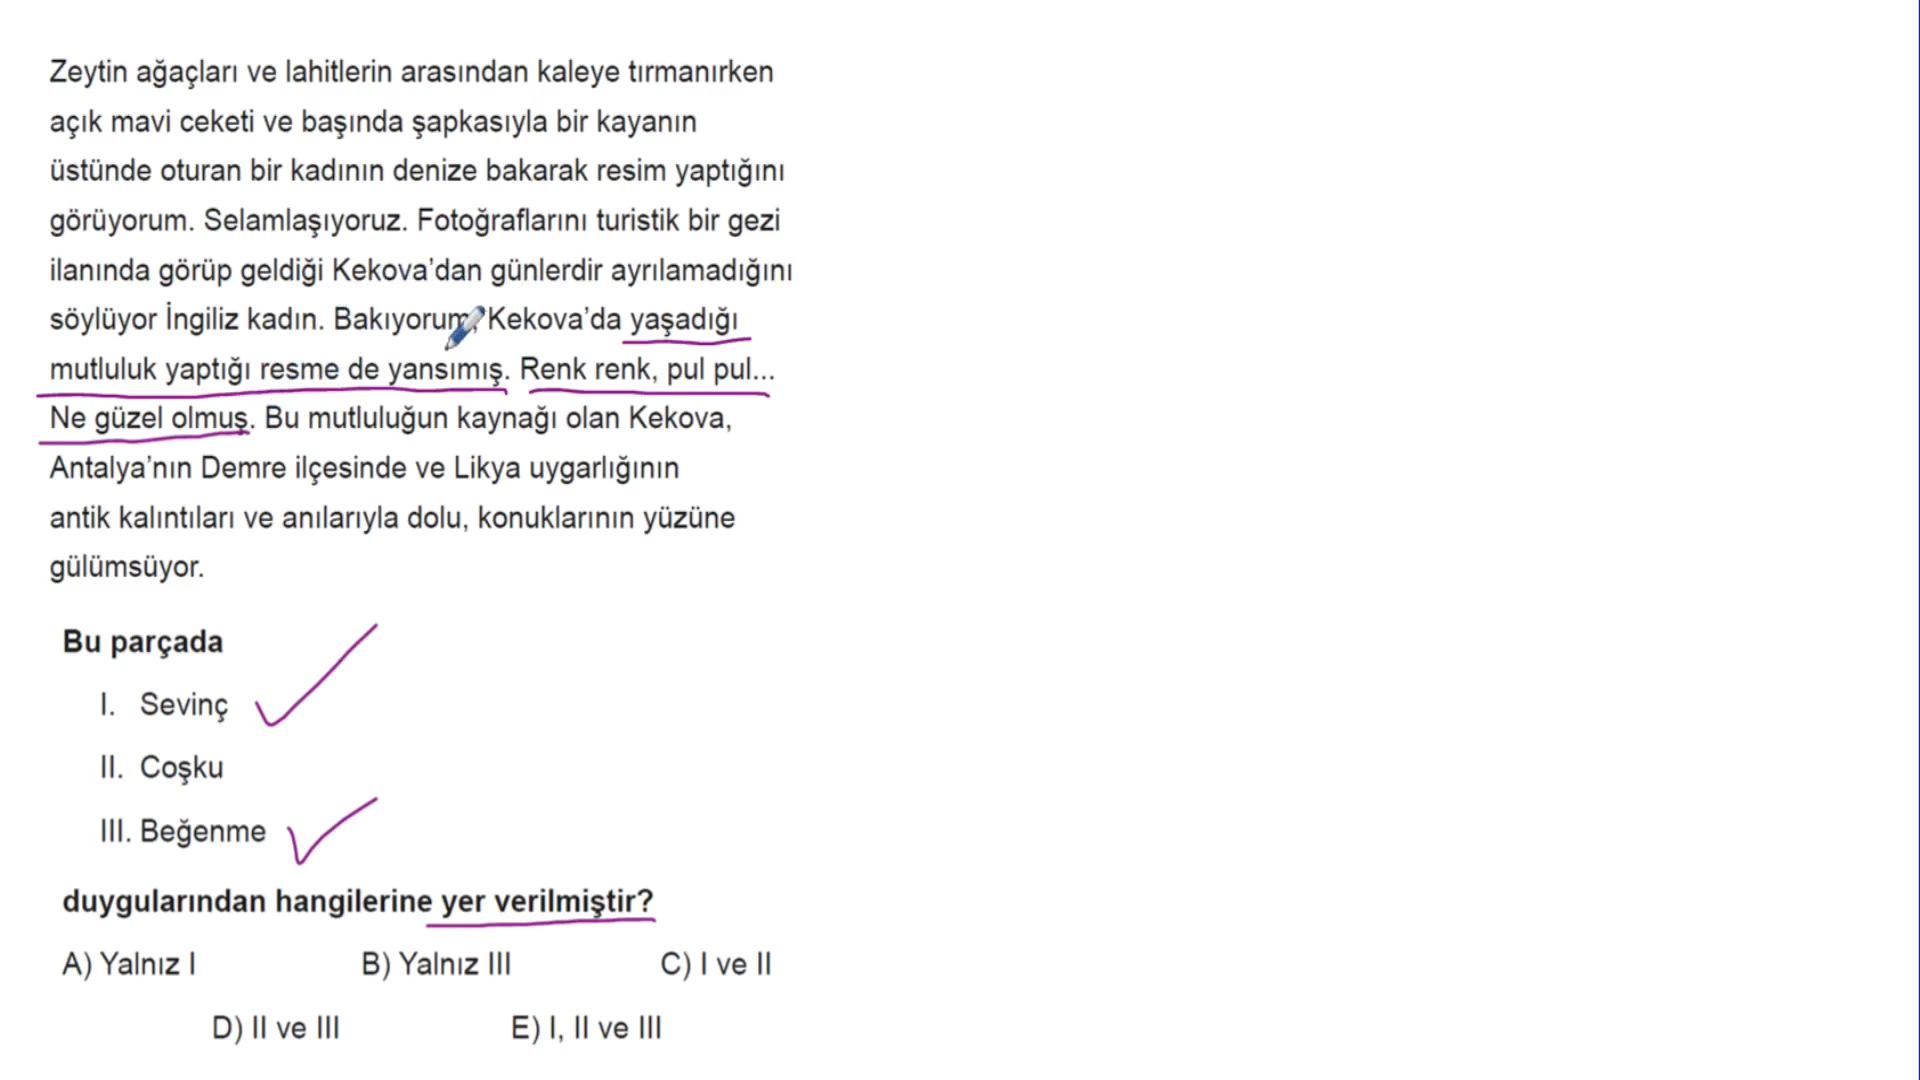 Zeytin ağaçları ve lahitlerin arasından kaleye tırmanırken
açık mavi ceketi ve başında şapkasıyla bir kayanın
üstünde oturan bir kadının denize bakarak resim yaptığını
görüyorum. Selamlaşıyoruz. Fotoğraflarını turistik bir gezi
ilanında görüp geldiği Kekova’dan günlerdir ayrılamadığını
söylüyor İngiliz kadın. Bakıyorum, Kekova’da yaşadığı
mutluluk yaptığı resme de yansımış. Renk renk, pul pul...
Ne güzel olmuş. Bu mutluluğun kaynağı olan Kekova,
Antalya’nın Demre ilçesinde ve Likya uygarlığının
antik kalıntıları ve anılarıyla dolu, konuklarının yüzüne
gülümsüyor.
Bu parçada
I. Sevinç
II. Coşku
III. Beğenme
duygularından hangilerine yer verilmiştir?
A) Yalnız I B) Yalnız III C) I ve II
D) II ve III E) I, II ve III